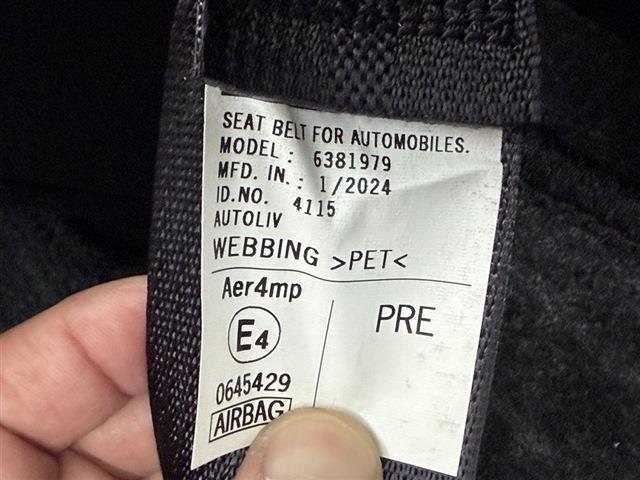 SEAT BELT FOR AUTOMOBILES.
MODEL : 6381979
MFD. IN. : 1/2024
ID.NO. 4115
AUTOLIV
WEBBING >PET<
Aer4mp
E4
PRE
0645429
AIRBAG